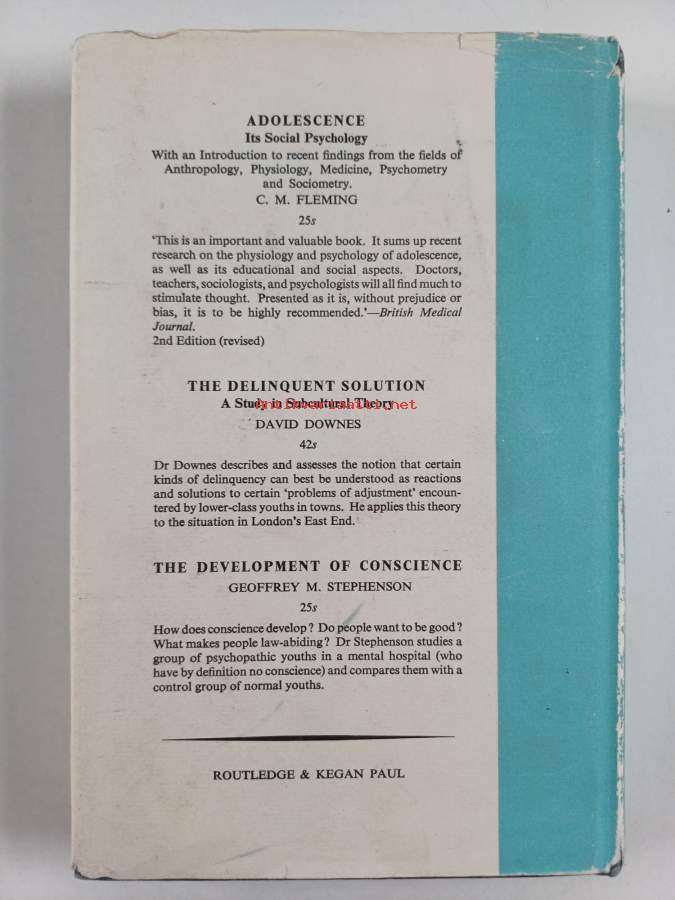 ADOLESCENCE
Its Social Psychology
With an Introduction to recent findings from the fields of
Anthropology, Physiology, Medicine, Psychometry
and Sociometry.
C. M. FLEMING
25s
‘This is an important and valuable book. It sums up recent
research on the physiology and psychology of adolescence,
as well as its educational and social aspects. Doctors,
teachers, sociologists, and psychologists will all find much to
stimulate thought. Presented as it is, without prejudice or
bias, it is to be highly recommended.’—British Medical
Journal.
2nd Edition (revised)
THE DELINQUENT SOLUTION
A Study in Subcultural Theory
Antikvariaatti.net
DAVID DOWNES
42s
Dr Downes describes and assesses the notion that certain
kinds of delinquency can best be understood as reactions
and solutions to certain ‘problems of adjustment’ encoun-
tered by lower-class youths in towns. He applies this theory
to the situation in London’s East End.
THE DEVELOPMENT OF CONSCIENCE
GEOFFREY M. STEPHENSON
25s
How does conscience develop? Do people want to be good?
What makes people law-abiding? Dr Stephenson studies a
group of psychopathic youths in a mental hospital (who
have by definition no conscience) and compares them with a
control group of normal youths.
ROUTLEDGE & KEGAN PAUL